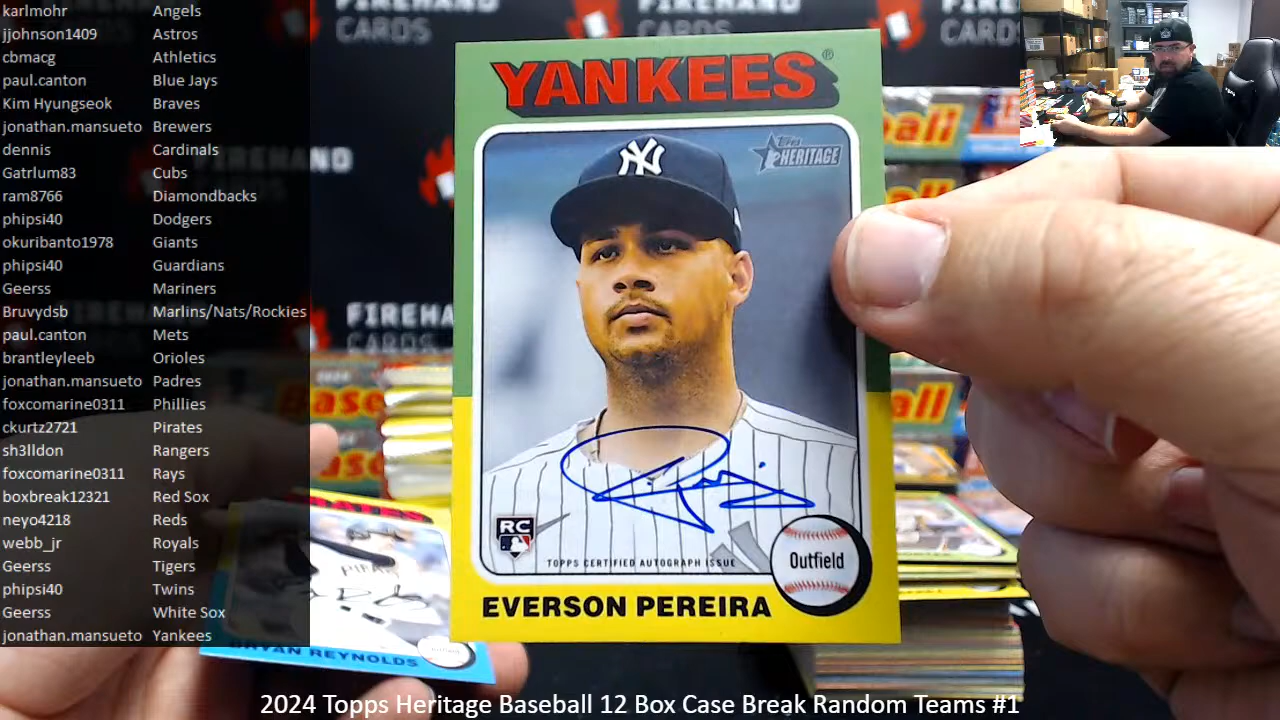 karlmohr Angels
jjohnson1409 Astros
cbmacg Athletics
paul.canton Blue Jays
Kim Hyungseok Braves
jonathan.mansueto Brewers
dennis Cardinals
Gatrlum83 Cubs
ram8766 Diamondbacks
phipsi40 Dodgers
okuribanto1978 Giants
phipsi40 Guardians
Geerss Mariners
Bruvydsb Marlins/Nats/Rockies
paul.canton Mets
brantleyleeb Orioles
jonathan.mansueto Padres
foxcomarine0311 Phillies
ckurtz2721 Pirates
sh3lldon Rangers
foxcomarine0311 Rays
boxbreak12321 Red Sox
neyo4218 Reds
webb_jr Royals
Geerss Tigers
phipsi40 Twins
Geerss White Sox
jonathan.mansueto Yankees
FIREHAND
CARDS
YANKEES®
Topps
HERITAGE
NY
RC
TOPPS CERTIFIED AUTOGRAPH ISSUE
Outfield
EVERSON PEREIRA
BRYAN REYNOLDS
2024 Topps Heritage Baseball 12 Box Case Break Random Teams #1